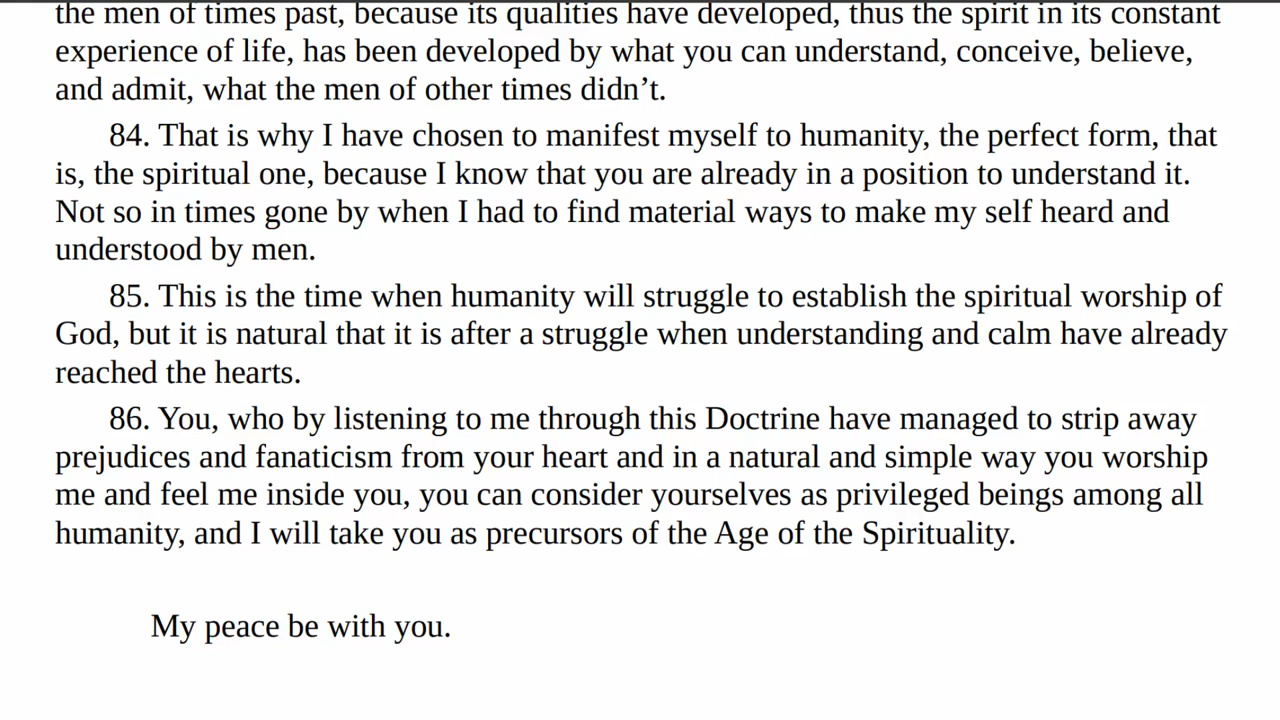 the men of times past, because its qualities have developed, thus the spirit in its constant
experience of life, has been developed by what you can understand, conceive, believe,
and admit, what the men of other times didn’t.
84. That is why I have chosen to manifest myself to humanity, the perfect form, that
is, the spiritual one, because I know that you are already in a position to understand it.
Not so in times gone by when I had to find material ways to make my self heard and
understood by men.
85. This is the time when humanity will struggle to establish the spiritual worship of
God, but it is natural that it is after a struggle when understanding and calm have already
reached the hearts.
86. You, who by listening to me through this Doctrine have managed to strip away
prejudices and fanaticism from your heart and in a natural and simple way you worship
me and feel me inside you, you can consider yourselves as privileged beings among all
humanity, and I will take you as precursors of the Age of the Spirituality.
My peace be with you.